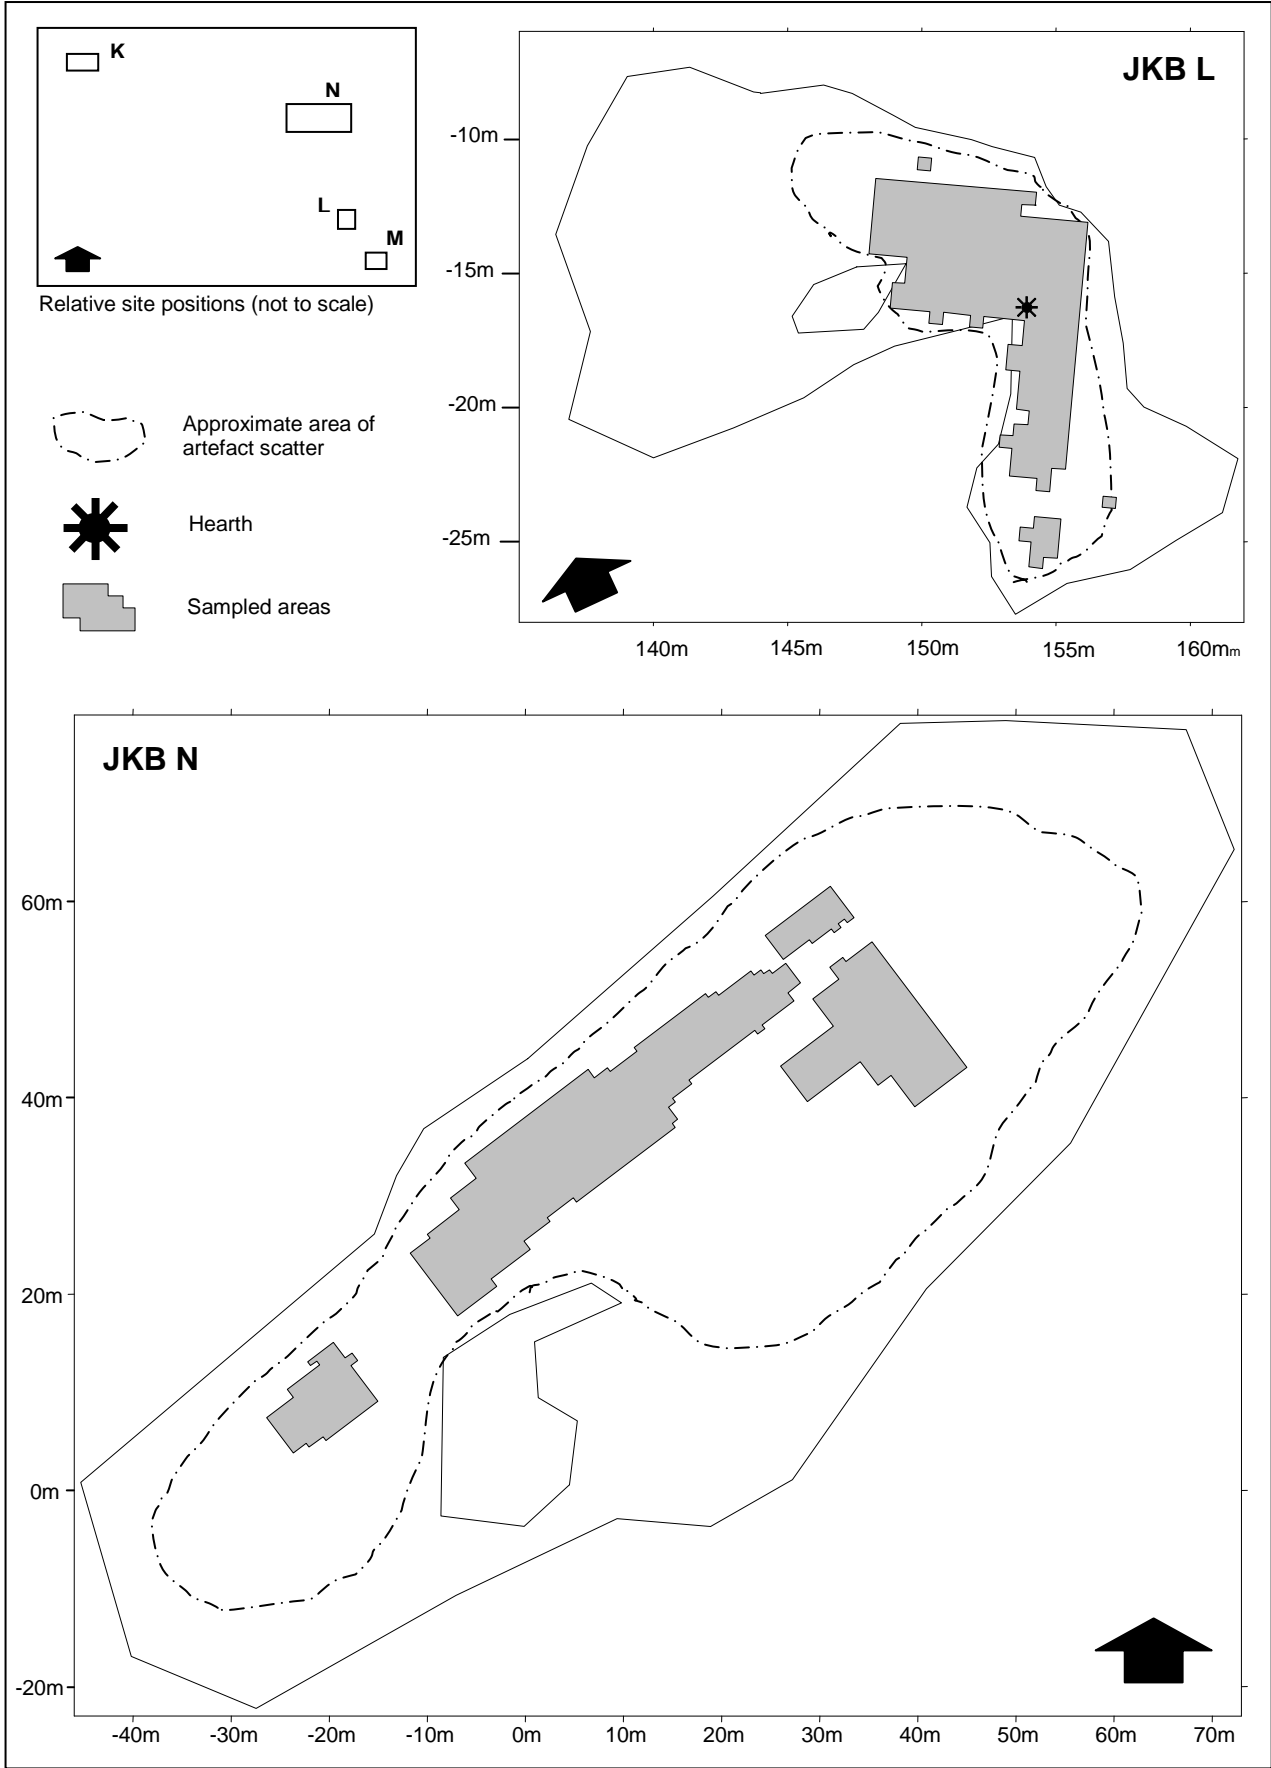 K
N
L
M
Relative site positions (not to scale)
Approximate area of
artefact scatter
Hearth
Sampled areas
JKB L
-10m
-15m
-20m
-25m
140m 145m 150m 155m 160mm
JKB N
60m
40m
20m
0m
-20m
-40m -30m -20m -10m 0m 10m 20m 30m 40m 50m 60m 70m